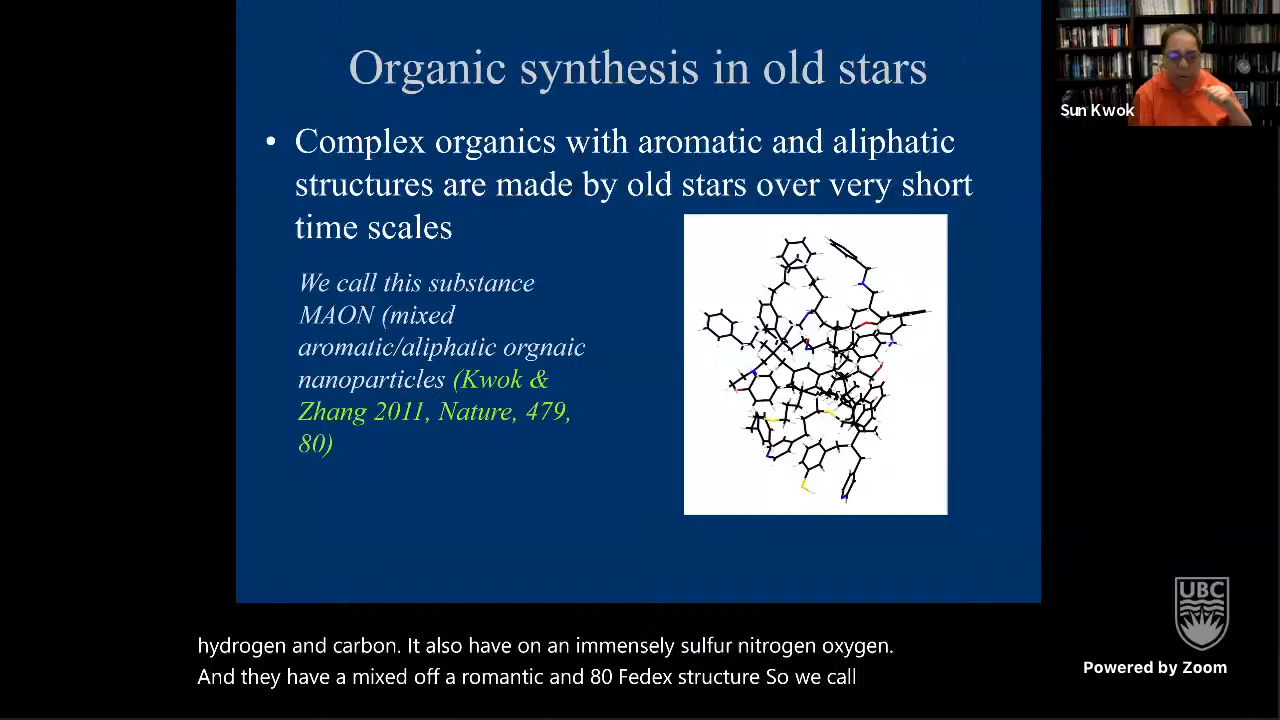 Organic synthesis in old stars
• Complex organics with aromatic and aliphatic
structures are made by old stars over very short
time scales
We call this substance
MAON (mixed
aromatic/aliphatic orgnaic
nanoparticles (Kwok &
Zhang 2011, Nature, 479,
80)
Sun Kwok
hydrogen and carbon. It also have on an immensely sulfur nitrogen oxygen.
And they have a mixed off a romantic and 80 Fedex structure So we call
UBC
Powered by Zoom